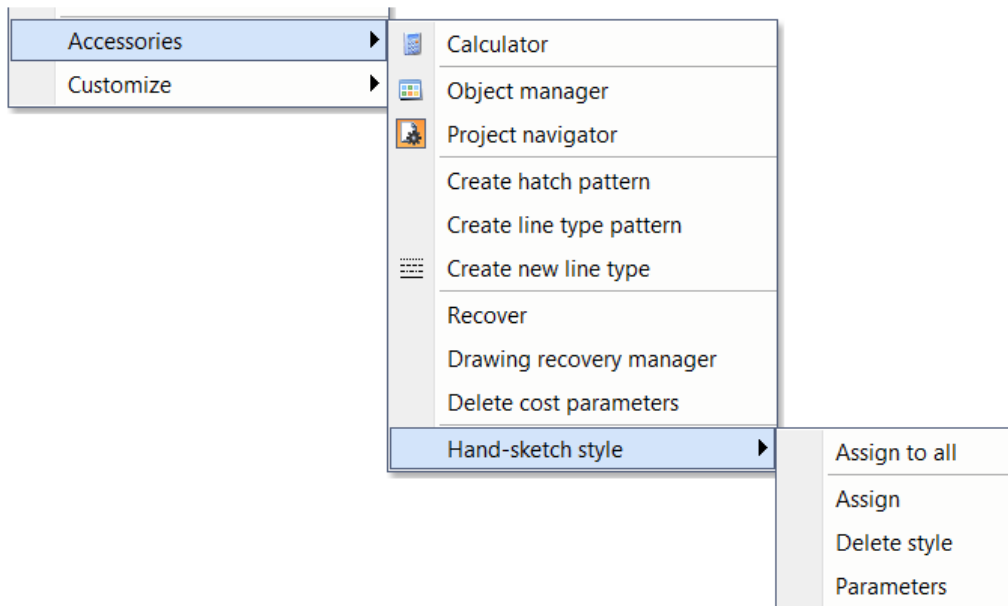 Accessories
Customize
Calculator
Object manager
Project navigator
Create hatch pattern
Create line type pattern
Create new line type
Recover
Drawing recovery manager
Delete cost parameters
Hand-sketch style
Assign to all
Assign
Delete style
Parameters